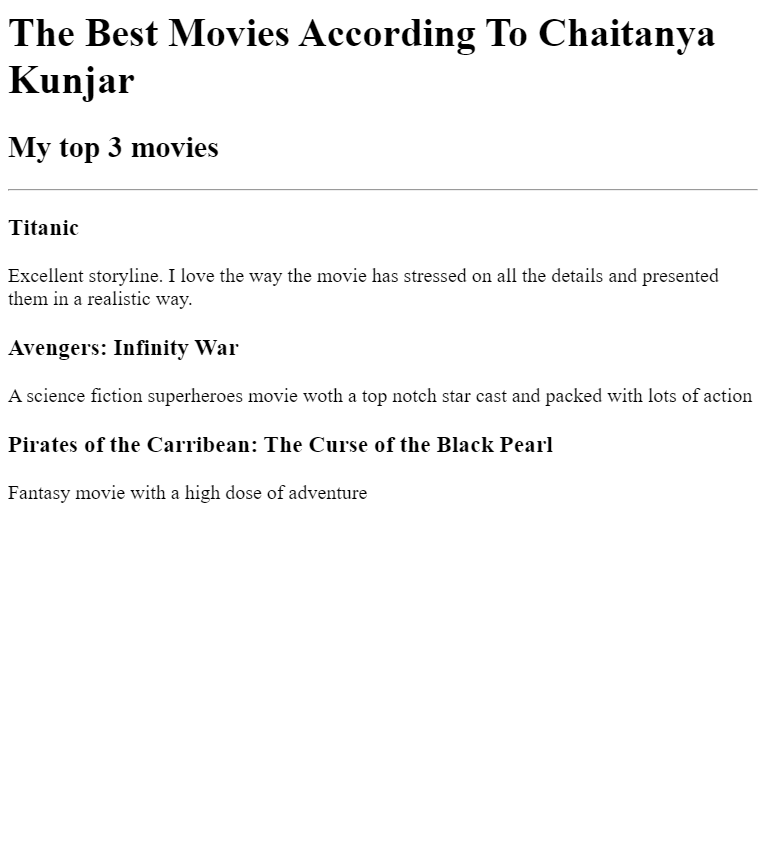 The Best Movies According To Chaitanya
Kunjar
My top 3 movies
Titanic
Excellent storyline. I love the way the movie has stressed on all the details and presented
them in a realistic way.
Avengers: Infinity War
A science fiction superheroes movie woth a top notch star cast and packed with lots of action
Pirates of the Carribean: The Curse of the Black Pearl
Fantasy movie with a high dose of adventure